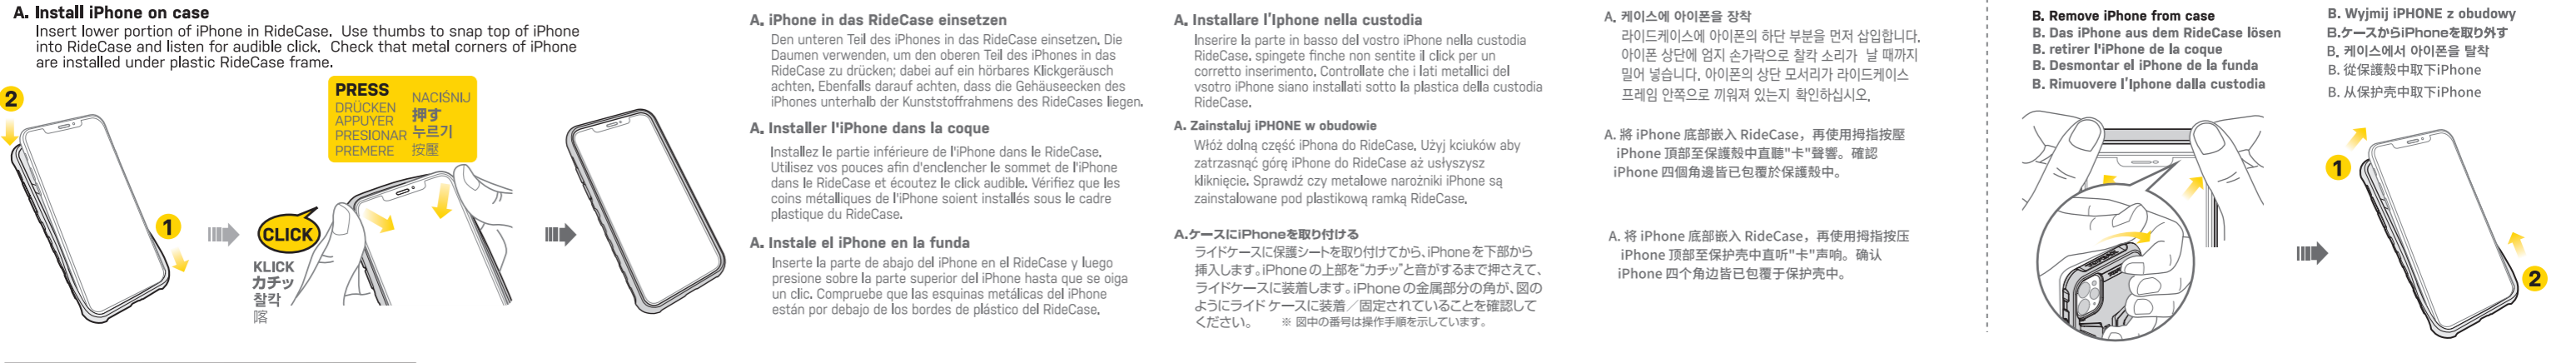 A. Install iPhone on case
Insert lower portion of iPhone in RideCase. Use thumbs to snap top of iPhone
into RideCase and listen for audible click. Check that metal corners of iPhone
are installed under plastic RideCase frame.
2
1
PRESS
DRÜCKEN
APPUYER
PRESIONAR
PREMERE
NACIŚNIJ
押す
누르기
按壓
CLICK
KLICK
カチッ
찰칵
喀
A. iPhone in das RideCase einsetzen
Den unteren Teil des iPhones in das RideCase einsetzen. Die
Daumen verwenden, um den oberen Teil des iPhones in das
RideCase zu drücken; dabei auf ein hörbares Klickgeräusch
achten. Ebenfalls darauf achten, dass die Gehäuseecken des
iPhones unterhalb der Kunststoffrahmens des RideCases liegen.
A. Installer l'iPhone dans la coque
Installez le partie inférieure de l'iPhone dans le RideCase.
Utilisez vos pouces afin d'enclencher le sommet de l'iPhone
dans le RideCase et écoutez le click audible. Vérifiez que les
coins métalliques de l'iPhone soient installés sous le cadre
plastique du RideCase.
A. Instale el iPhone en la funda
Inserte la parte de abajo del iPhone en el RideCase y luego
presione sobre la parte superior del iPhone hasta que se oiga
un clic. Compruebe que las esquinas metálicas del iPhone
están por debajo de los bordes de plástico del RideCase.
A. Installare l'Iphone nella custodia
Inserire la parte in basso del vostro iPhone nella custodia
RideCase. spingete finche non sentite il click per un
corretto inserimento. Controllate che i lati metallici del
vsotro iPhone siano installati sotto la plastica della custodia
RideCase.
A. Zainstaluj iPHONE w obudowie
Włóż dolną część iPhona do RideCase. Użyj kciuków aby
zatrzasnąć górę iPhone do RideCase aż usłyszysz
kliknięcie. Sprawdź czy metalowe narożniki iPhone są
zainstalowane pod plastikową ramką RideCase.
A.ケースにiPhoneを取り付ける
ライドケースに保護シートを取り付けてから、iPhoneを下部から
挿入します。iPhoneの上部を"カチッ"と音がするまで押さえて、
ライドケースに装着します。iPhoneの金属部分の角が、図の
ようにライドケースに装着／固定されていることを確認して
ください。 ※ 図中の番号は操作手順を示しています。
A. 케이스에 아이폰을 장착
라이드케이스에 아이폰의 하단 부분을 먼저 삽입합니다.
아이폰 상단에 엄지 손가락으로 찰칵 소리가 날 때까지
밀어 넣습니다. 아이폰의 상단 모서리가 라이드케이스
프레임 안쪽으로 끼워져 있는지 확인하십시오.
A. 將 iPhone 底部嵌入 RideCase，再使用拇指按壓
iPhone 頂部至保護殼中直聽"卡"聲響。確認
iPhone 四個角邊皆已包覆於保護殼中。
A. 将 iPhone 底部嵌入 RideCase，再使用拇指按压
iPhone 顶部至保护壳中直听"卡"声响。确认
iPhone 四个角边皆已包覆于保护壳中。
B. Remove iPhone from case
B. Das iPhone aus dem RideCase lösen
B. retirer l'iPhone de la coque
B. Desmontar el iPhone de la funda
B. Rimuovere l'Iphone dalla custodia
B. Wyjmij iPHONE z obudowy
B.ケースからiPhoneを取り外す
B. 케이스에서 아이폰을 탈착
B. 從保護殼中取下iPhone
B. 从保护壳中取下iPhone
1
2